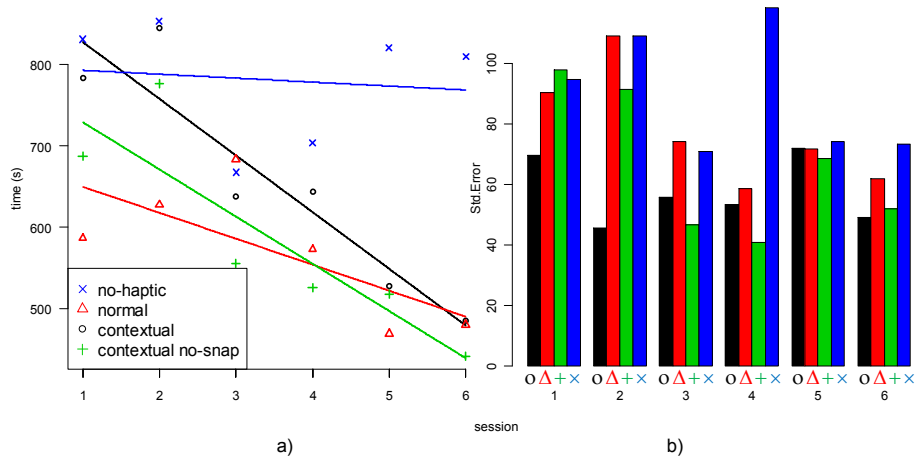 time (s)
800
700
600
500
× no-haptic
Δ normal
o contextual
+ contextual no-snap
1 2 3 4 5 6
a)
Std.Error
100
80
60
40
20
0
o Δ + × o Δ + × o Δ + × o Δ + × o Δ + × o Δ + ×
1 2 3 4 5 6
session
b)